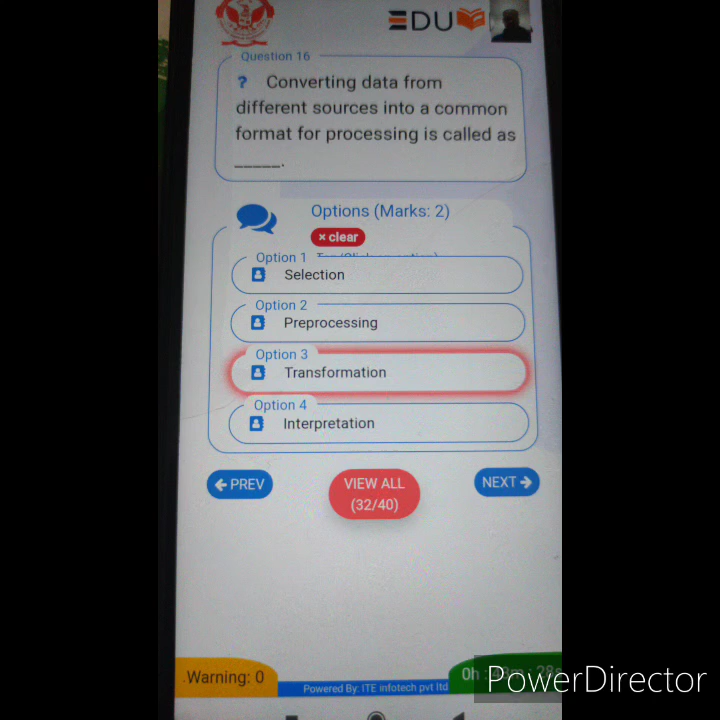 EDU
Question 16
? Converting data from
different sources into a common
format for processing is called as
_____.
Options (Marks: 2)
× clear
Option 1
Selection
Option 2
Preprocessing
Option 3
Transformation
Option 4
Interpretation
PREV
VIEW ALL
(32/40)
NEXT
Warning: 0
Powered By: ITE infotech pvt ltd
0h
PowerDirector